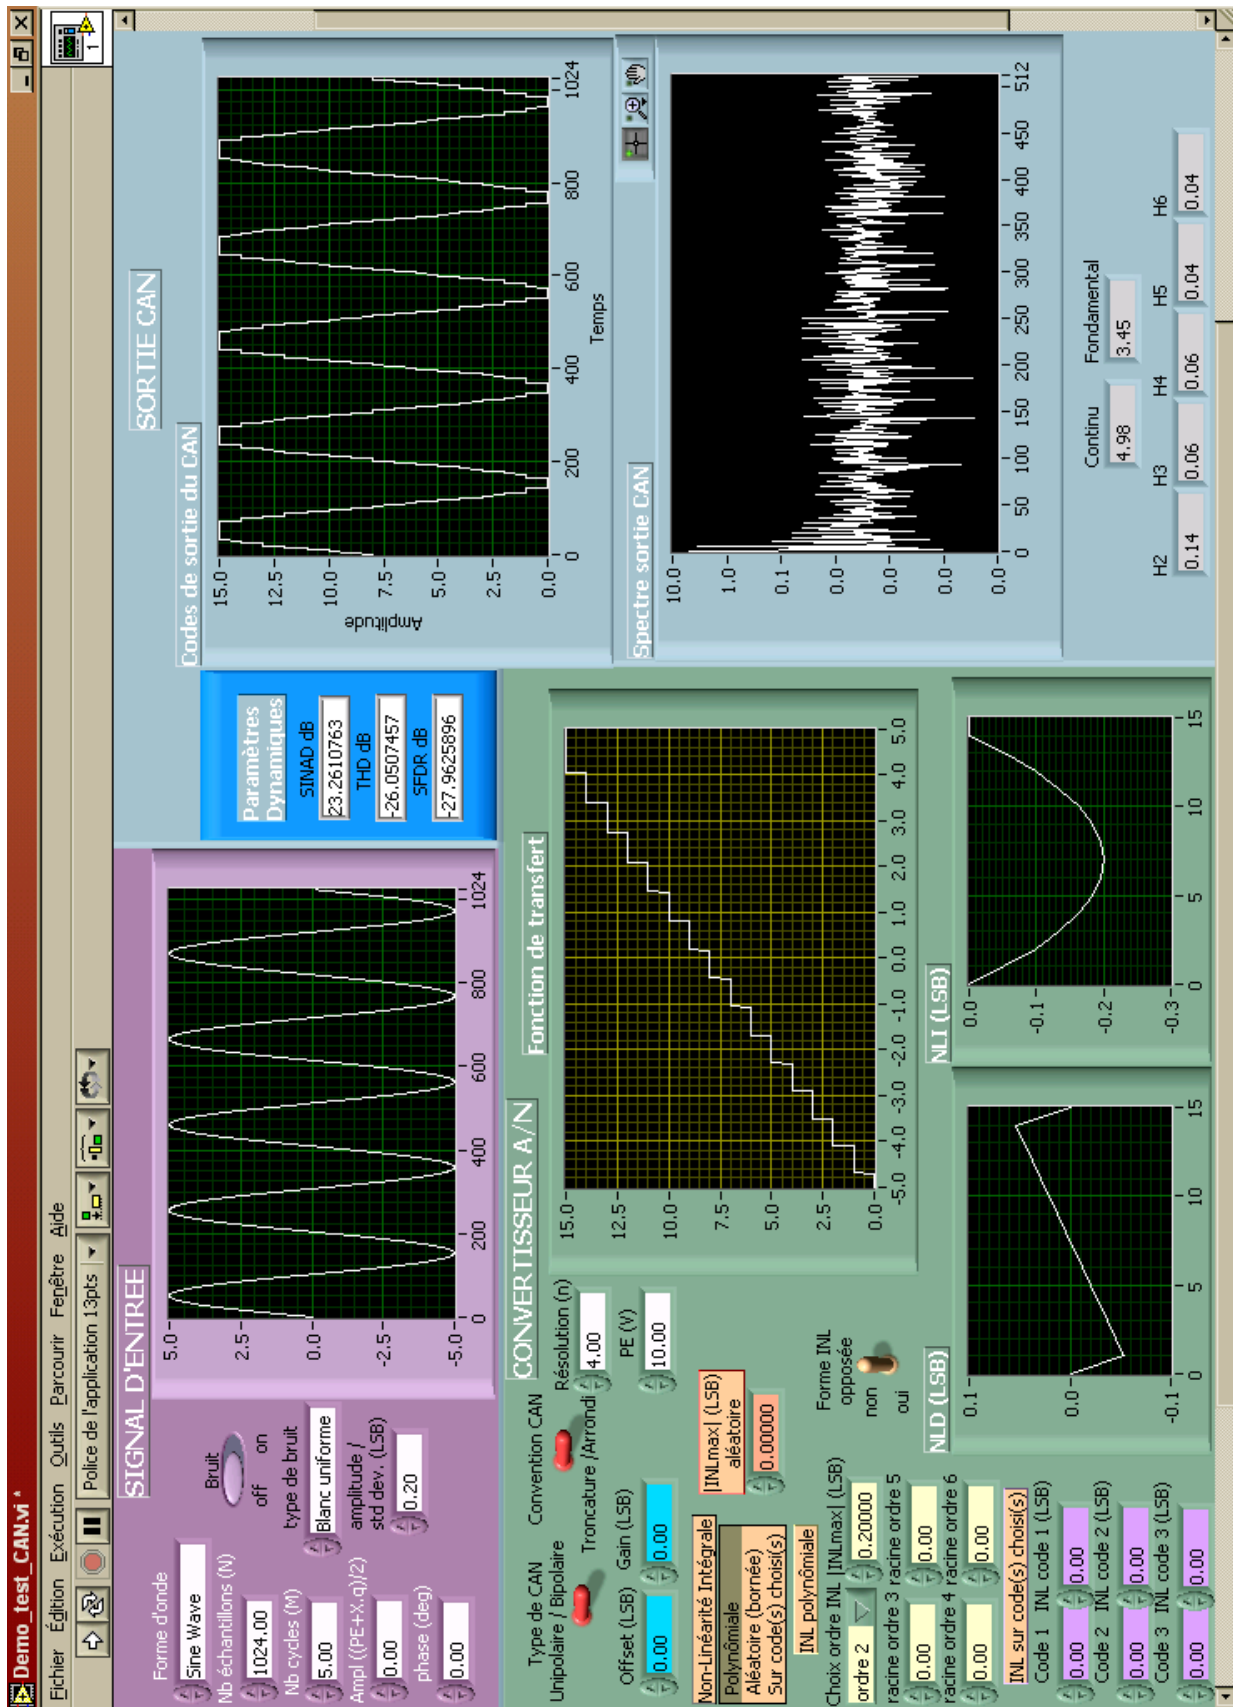 Demo_test_CAN.vi *
Fichier Édition Exécution Outils Parcourir Fenêtre Aide
Police de l'application 13pts
1
SIGNAL D'ENTREE
Forme d'onde
Sine Wave
Nb échantillons (N)
1024.00
Nb cycles (M)
5.00
Ampl ((PE+X.q)/2)
0.00
phase (deg)
0.00
Bruit
off on
type de bruit
Blanc uniforme
amplitude /
std dev. (LSB)
0.20
5.0
2.5
0.0
-2.5
-5.0
0 200 400 600 800 1024
Paramètres
Dynamiques
SINAD dB
23.2610763
THD dB
-26.0507457
SFDR dB
-27.9625896
SORTIE CAN
Codes de sortie du CAN
Amplitude
15.0
12.5
10.0
7.5
5.0
2.5
0.0
0 200 400 600 800 1024
Temps
Spectre sortie CAN
10.0
1.0
0.1
0.0
0.0
0.0
0.0
0 50 100 150 200 250 300 350 400 450 512
Continu
4.98
Fondamental
3.45
H2 H3 H4 H5 H6
0.14 0.06 0.06 0.04 0.04
CONVERTISSEUR A/N
Type de CAN
Unipolaire / Bipolaire
Convention CAN
Troncature /Arrondi
Résolution (n)
4.00
PE (V)
10.00
Offset (LSB)
0.00
Gain (LSB)
0.00
Non-Linéarité Intégrale
Polynômiale
Aléatoire (bornée)
Sur code(s) choisi(s)
|INLmax| (LSB)
aléatoire
0.00000
INL polynômiale
Choix ordre INL |INLmax| (LSB)
ordre 2 0.20000
racine ordre 3 racine ordre 5
0.00 0.00
racine ordre 4 racine ordre 6
0.00 0.00
Forme INL
opposée
non
oui
INL sur code(s) choisi(s)
Code 1 INL code 1 (LSB)
0.00 0.00
Code 2 INL code 2 (LSB)
0.00 0.00
Code 3 INL code 3 (LSB)
0.00 0.00
Fonction de transfert
15.0
12.5
10.0
7.5
5.0
2.5
0.0
-5.0 -4.0 -3.0 -2.0 -1.0 0.0 1.0 2.0 3.0 4.0 5.0
NLD (LSB)
0.1
0.0
-0.1
0 5 10 15
NLI (LSB)
0.0
-0.1
-0.2
-0.3
0 5 10 15